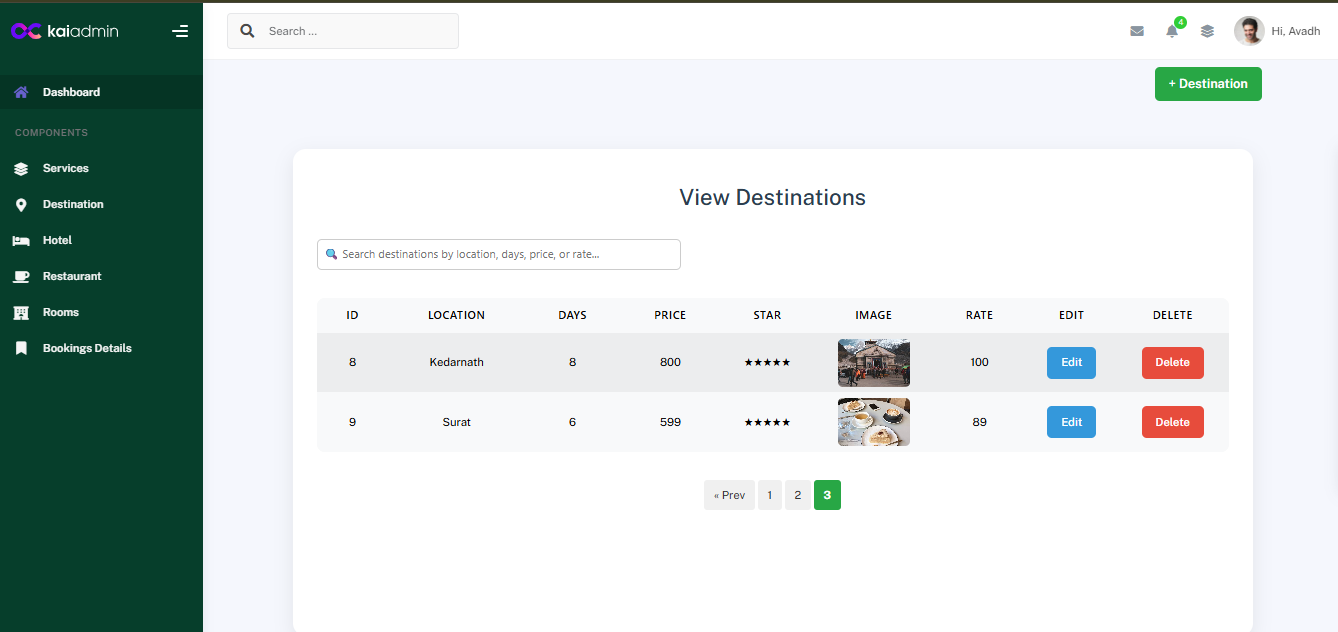 kaiadmin
Search ...
4
Hi, Avadh
+ Destination
Dashboard
COMPONENTS
Services
Destination
Hotel
Restaurant
Rooms
Bookings Details
View Destinations
🔍 Search destinations by location, days, price, or rate...
ID LOCATION DAYS PRICE STAR IMAGE RATE EDIT DELETE
8 Kedarnath 8 800 ★★★★★ 100 Edit Delete
9 Surat 6 599 ★★★★★ 89 Edit Delete
« Prev 1 2 3